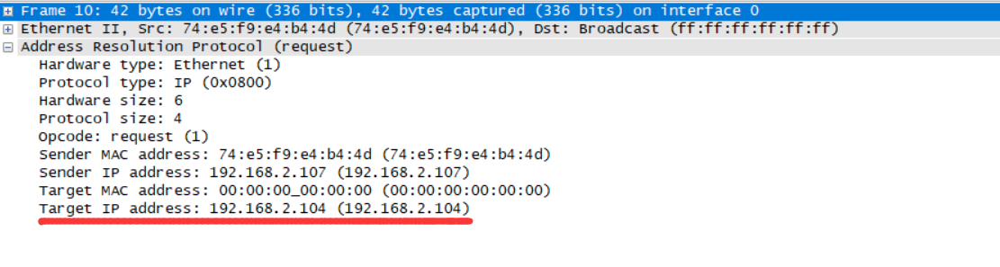 Frame 10: 42 bytes on wire (336 bits), 42 bytes captured (336 bits) on interface 0
Ethernet II, Src: 74:e5:f9:e4:b4:4d (74:e5:f9:e4:b4:4d), Dst: Broadcast (ff:ff:ff:ff:ff:ff)
Address Resolution Protocol (request)
Hardware type: Ethernet (1)
Protocol type: IP (0x0800)
Hardware size: 6
Protocol size: 4
Opcode: request (1)
Sender MAC address: 74:e5:f9:e4:b4:4d (74:e5:f9:e4:b4:4d)
Sender IP address: 192.168.2.107 (192.168.2.107)
Target MAC address: 00:00:00_00:00:00 (00:00:00:00:00:00)
Target IP address: 192.168.2.104 (192.168.2.104)